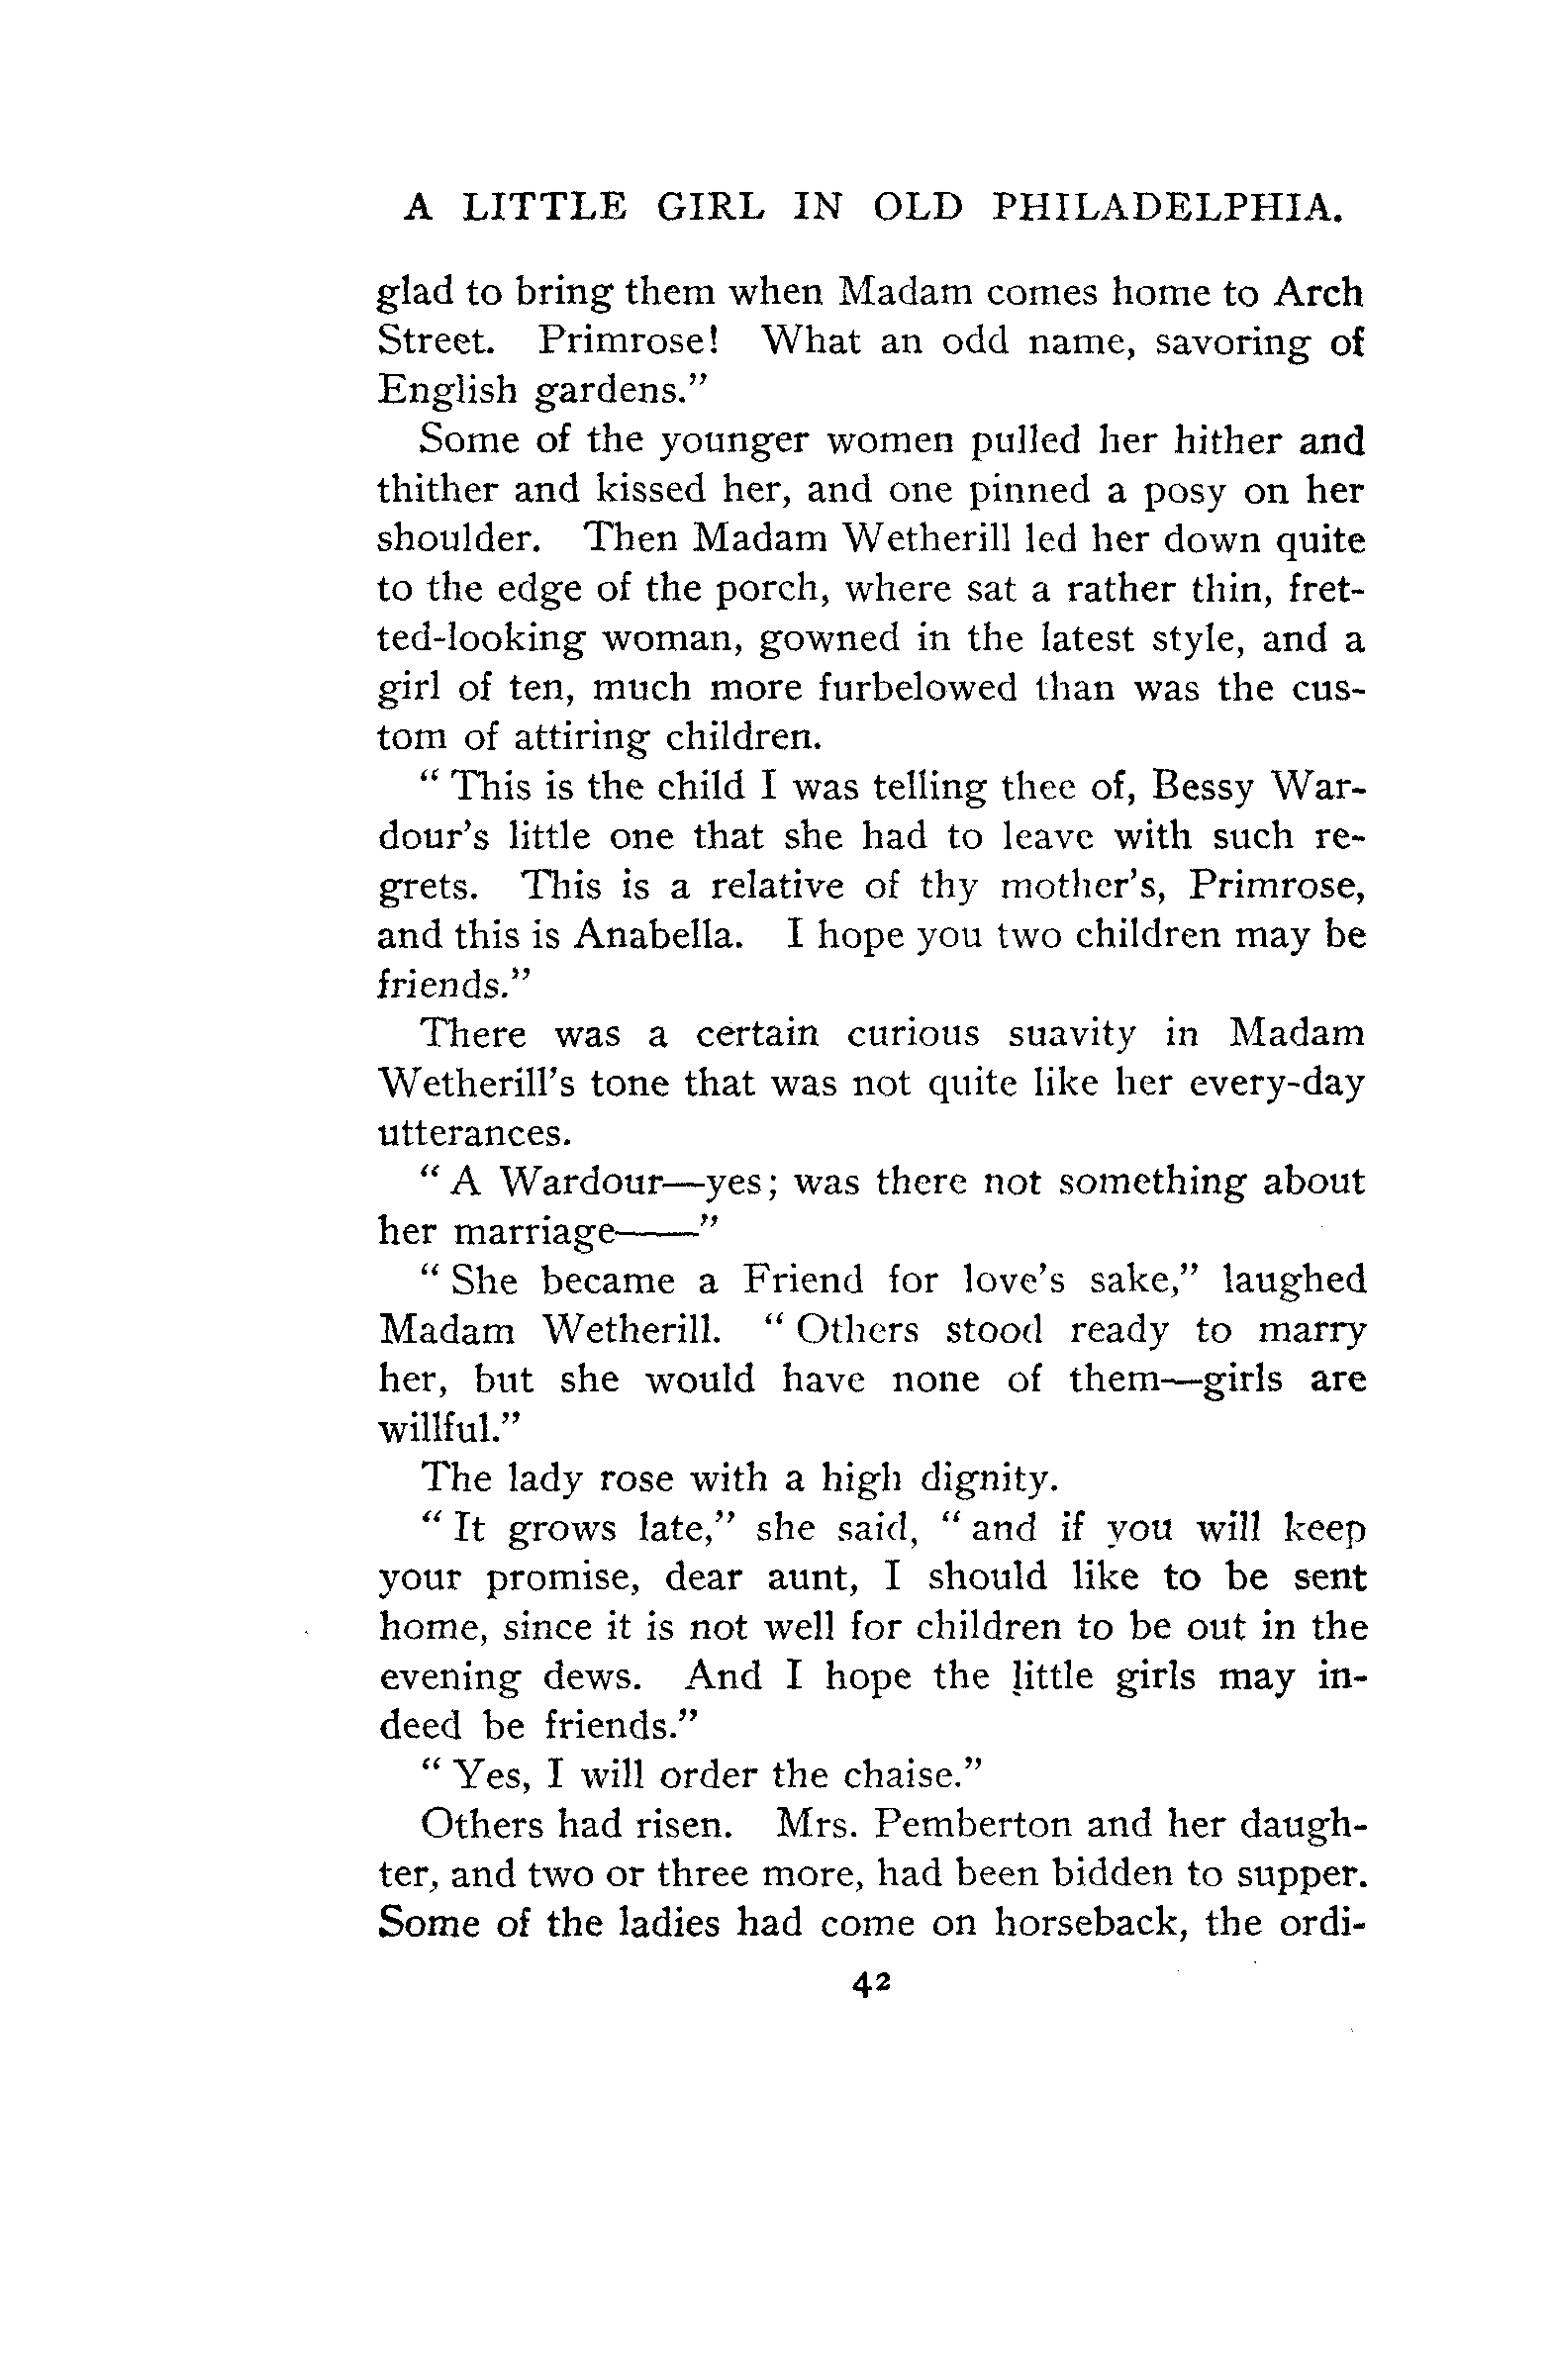 A LITTLE GIRL IN OLD PHILADELPHIA.
glad to bring them when Madam comes home to Arch
Street. Primrose! What an odd name, savoring of
English gardens.”
Some of the younger women pulled her hither and
thither and kissed her, and one pinned a posy on her
shoulder. Then Madam Wetherill led her down quite
to the edge of the porch, where sat a rather thin, fret-
ted-looking woman, gowned in the latest style, and a
girl of ten, much more furbelowed than was the cus-
tom of attiring children.
“ This is the child I was telling thee of, Bessy War-
dour’s little one that she had to leave with such re-
grets. This is a relative of thy mother’s, Primrose,
and this is Anabella. I hope you two children may be
friends.”
There was a certain curious suavity in Madam
Wetherill’s tone that was not quite like her every-day
utterances.
“ A Wardour—yes; was there not something about
her marriage——”
“ She became a Friend for love’s sake,” laughed
Madam Wetherill. “ Others stood ready to marry
her, but she would have none of them—girls are
willful.”
The lady rose with a high dignity.
“ It grows late,” she said, “ and if you will keep
your promise, dear aunt, I should like to be sent
home, since it is not well for children to be out in the
evening dews. And I hope the little girls may in-
deed be friends.”
“ Yes, I will order the chaise.”
Others had risen. Mrs. Pemberton and her daugh-
ter, and two or three more, had been bidden to supper.
Some of the ladies had come on horseback, the ordi-
42